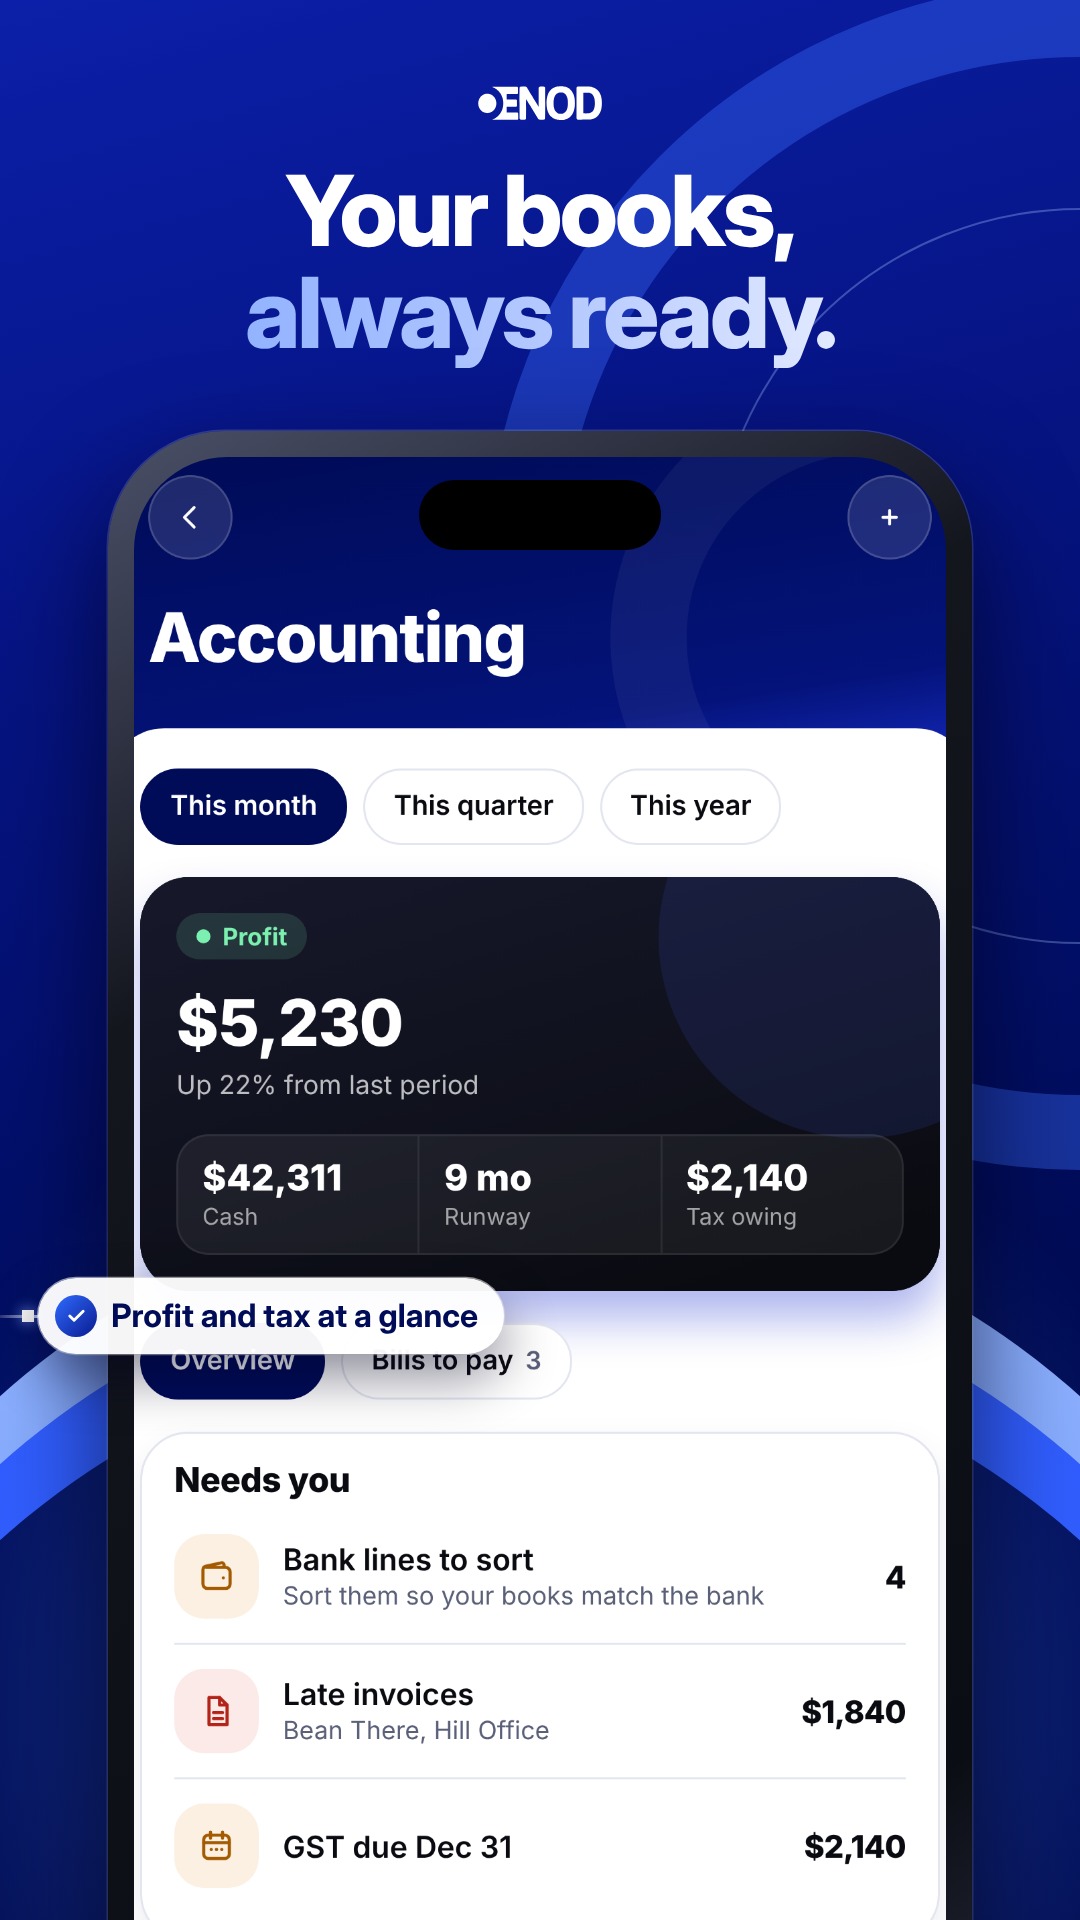 ENOD
Your books,
always ready.
Accounting
This month
This quarter
This year
Profit
$5,230
Up 22% from last period
$42,311
Cash
9 mo
Runway
$2,140
Tax owing
Profit and tax at a glance
Overview
Bills to pay 3
Needs you
Bank lines to sort
Sort them so your books match the bank
4
Late invoices
Bean There, Hill Office
$1,840
GST due Dec 31
$2,140